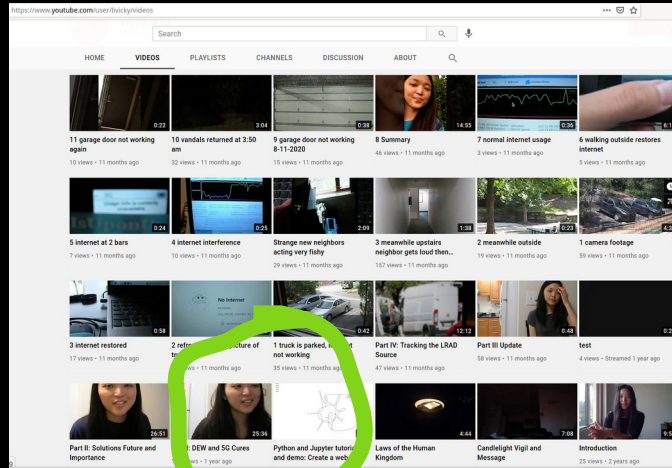 https://www.youtube.com/user/livicky/videos
Search
HOME VIDEOS PLAYLISTS CHANNELS DISCUSSION ABOUT
0:22 3:04 0:38 14:55 0:36
11 garage door not working again
10 views • 11 months ago
10 vandals returned at 3:50 am
32 views • 11 months ago
9 garage door not working 8-11-2020
15 views • 11 months ago
8 Summary
46 views • 11 months ago
7 normal internet usage
3 views • 11 months ago
6 walking outside restores internet
5 views • 11 months ago
0:24 0:25 2:09 1:38 0:23
5 internet at 2 bars
7 views • 11 months ago
4 internet interference
10 views • 11 months ago
Strange new neighbors acting very fishy
29 views • 11 months ago
3 meanwhile upstairs neighbor gets loud then...
157 views • 11 months ago
2 meanwhile outside
19 views • 11 months ago
1 camera footage
59 views • 11 months ago
0:58 No Internet 0:42 12:12 0:48
3 internet restored
17 views • 11 months ago
2 picture of
views • 11 months ago
1 truck is parked, not working
35 views • 11 months ago
Part IV: Tracking the LRAD Source
47 views • 11 months ago
Part III Update
58 views • 11 months ago
test
4 views • Streamed 1 year ago
26:51 25:36 4:44 7:08
Part II: Solutions Future and Importance
DEW and 5G Cures
views • 1 year ago
Python and Jupyter
and demo: Create a
Laws of the Human Kingdom
Candlelight Vigil and Message
Introduction
25 views • 2 years ago